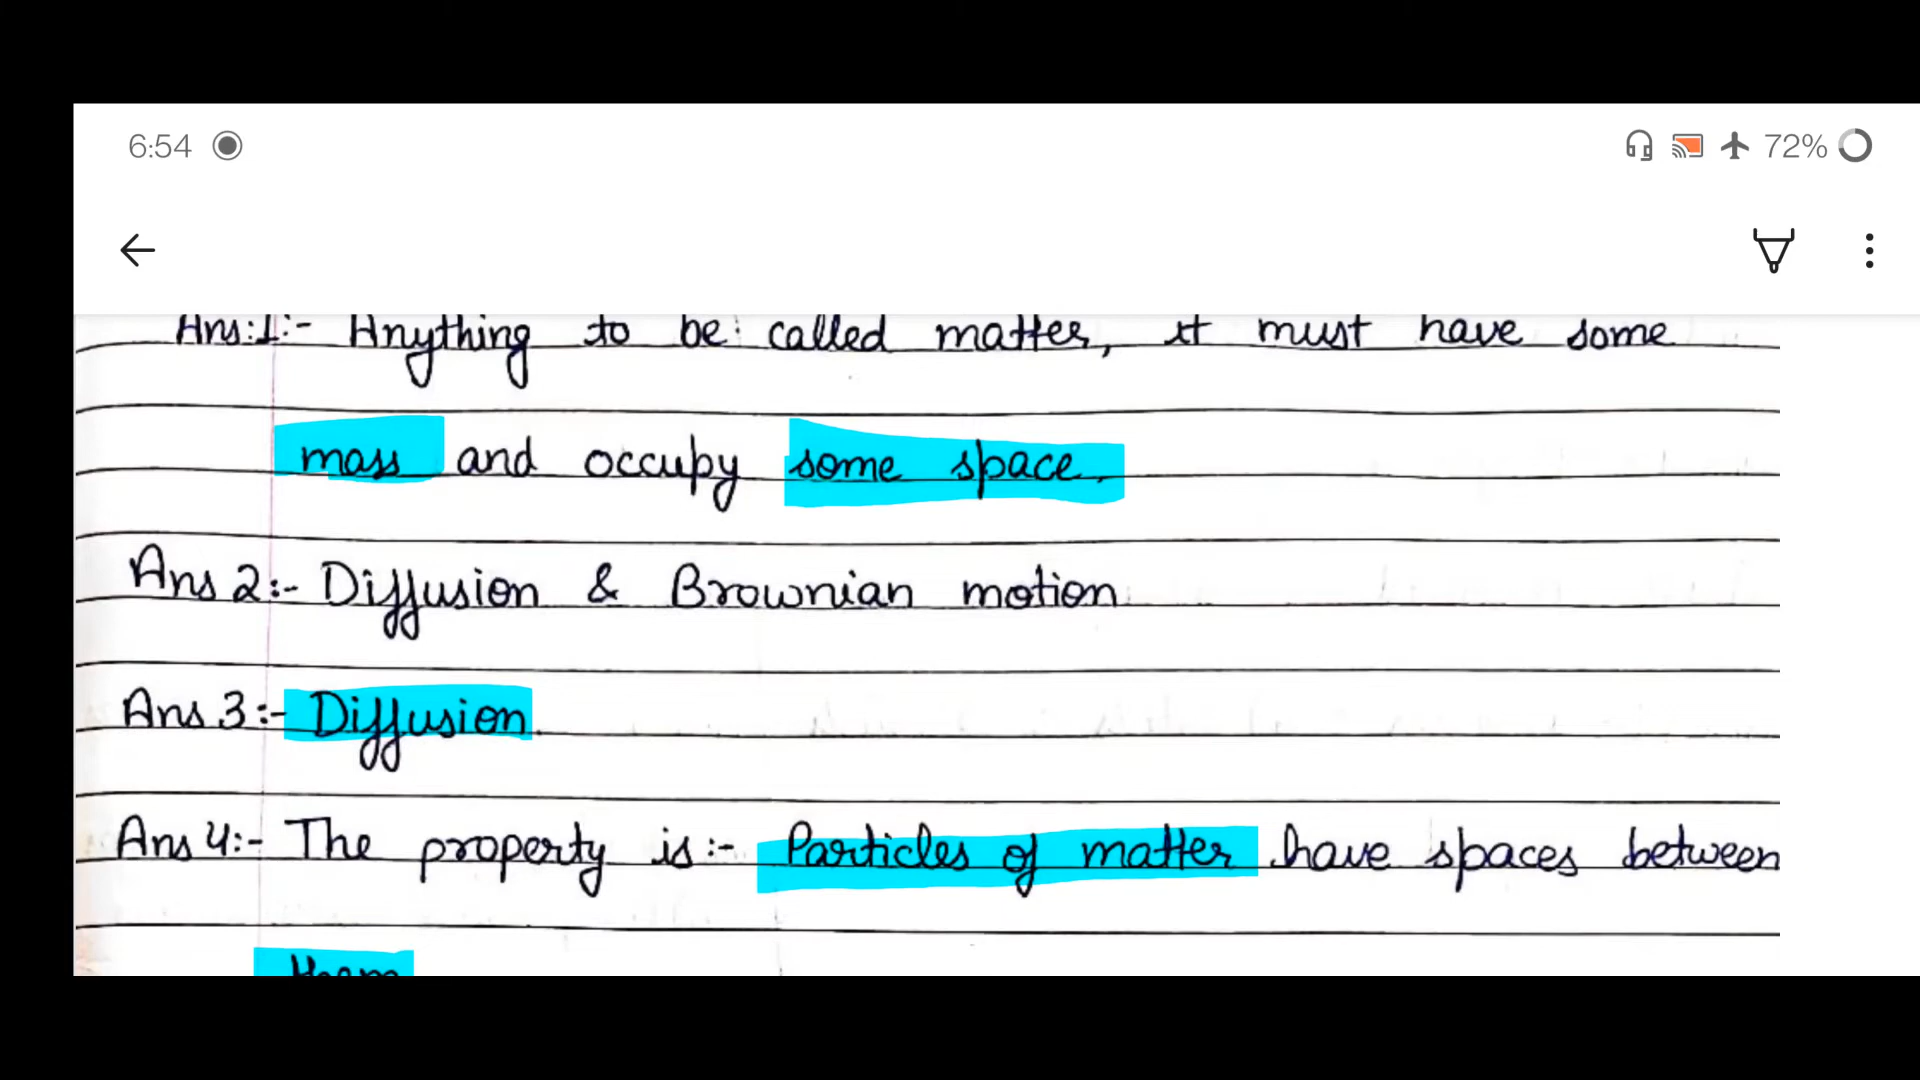 6:54 72%
Ans:1:- Anything to be called matter, it must have some
mass and occupy some space.
Ans 2:- Diffusion & Brownian motion
Ans 3:- Diffusion.
Ans 4:- The property is:- Particles of matter have spaces between
them